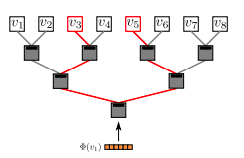 v₁ v₂ v₃ v₄ v₅ v₆ v₇ v₈
Φ(v₁)